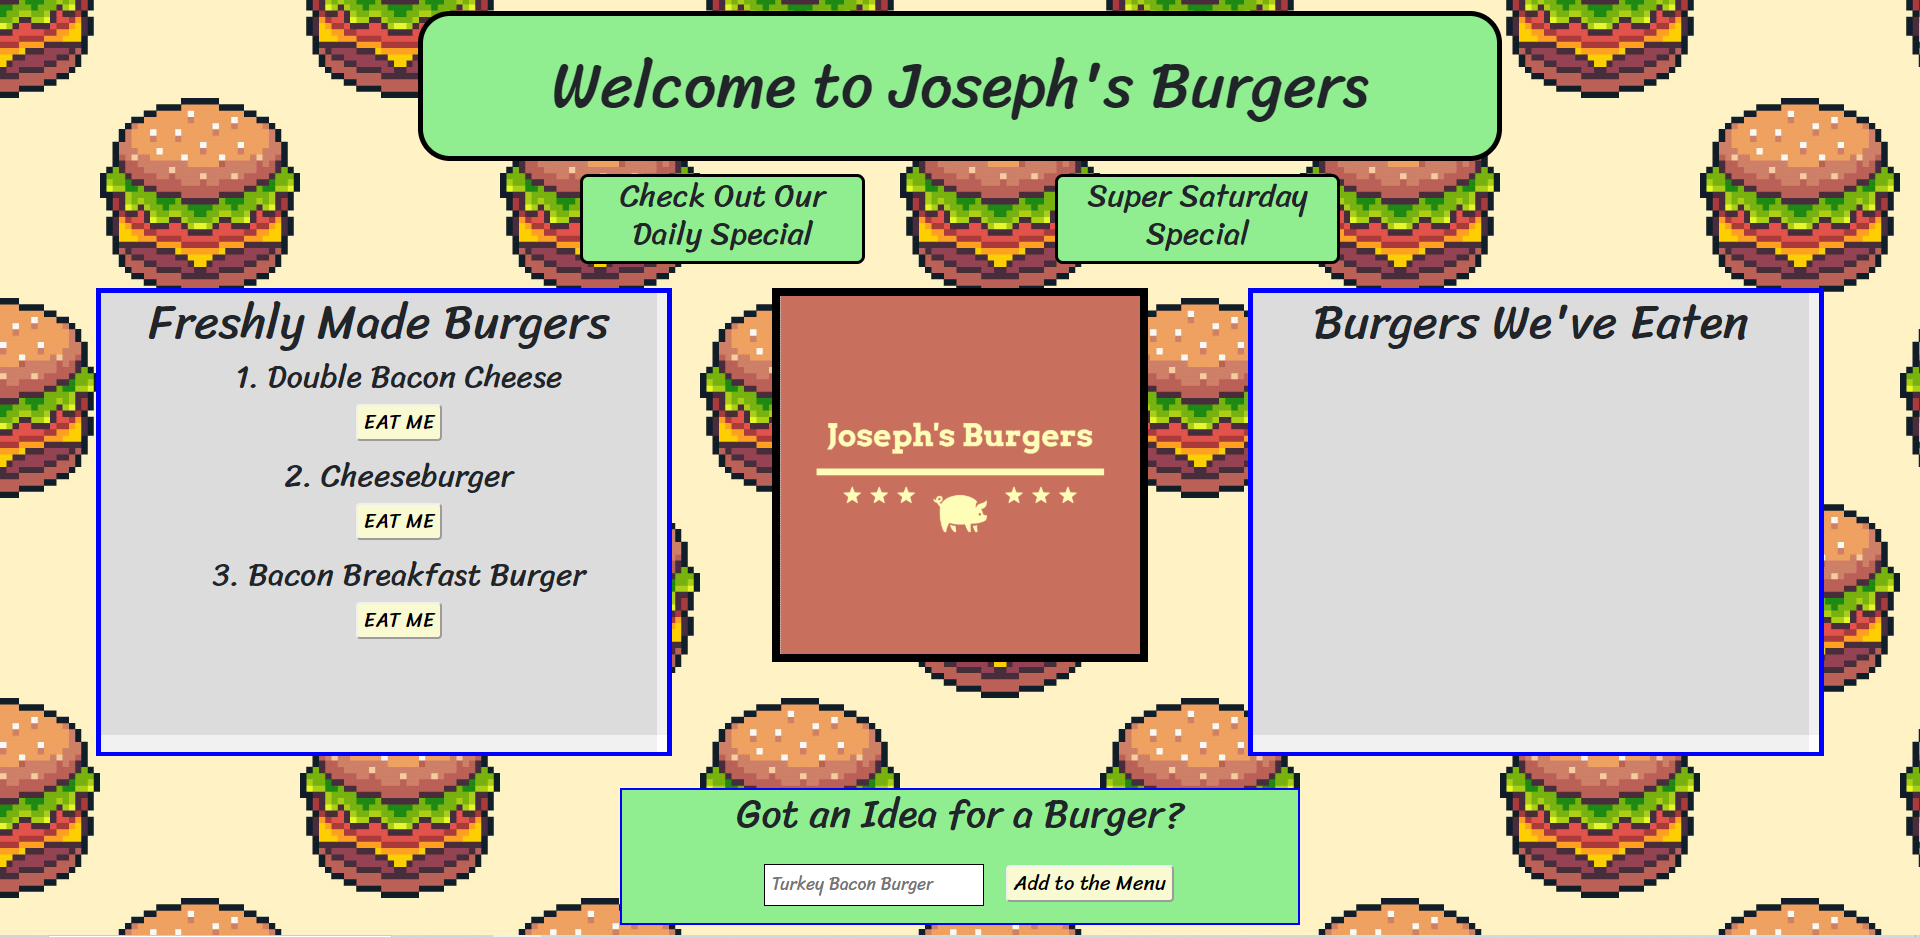 Welcome to Joseph's Burgers
Check Out Our
Daily Special
Super Saturday
Special
Freshly Made Burgers
1. Double Bacon Cheese
EAT ME
2. Cheeseburger
EAT ME
3. Bacon Breakfast Burger
EAT ME
Joseph's Burgers
Burgers We've Eaten
Got an Idea for a Burger?
Turkey Bacon Burger
Add to the Menu